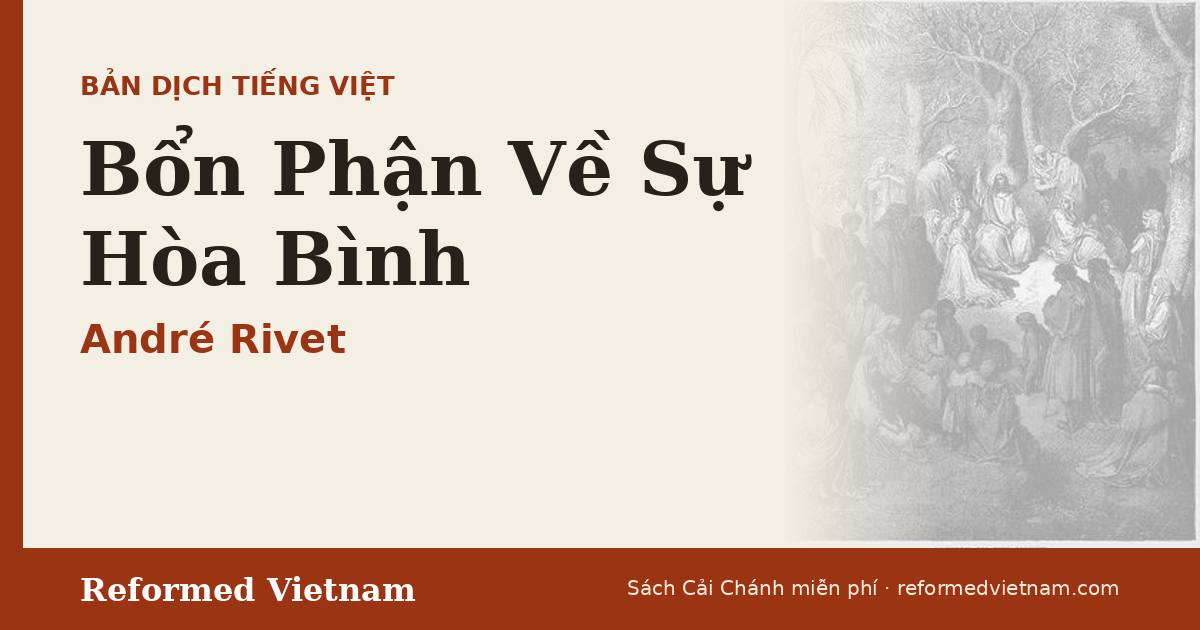 BẢN DỊCH TIẾNG VIỆT
Bổn Phận Về Sự
Hòa Bình
André Rivet
Reformed Vietnam
Sách Cải Chánh miễn phí · reformedvietnam.com